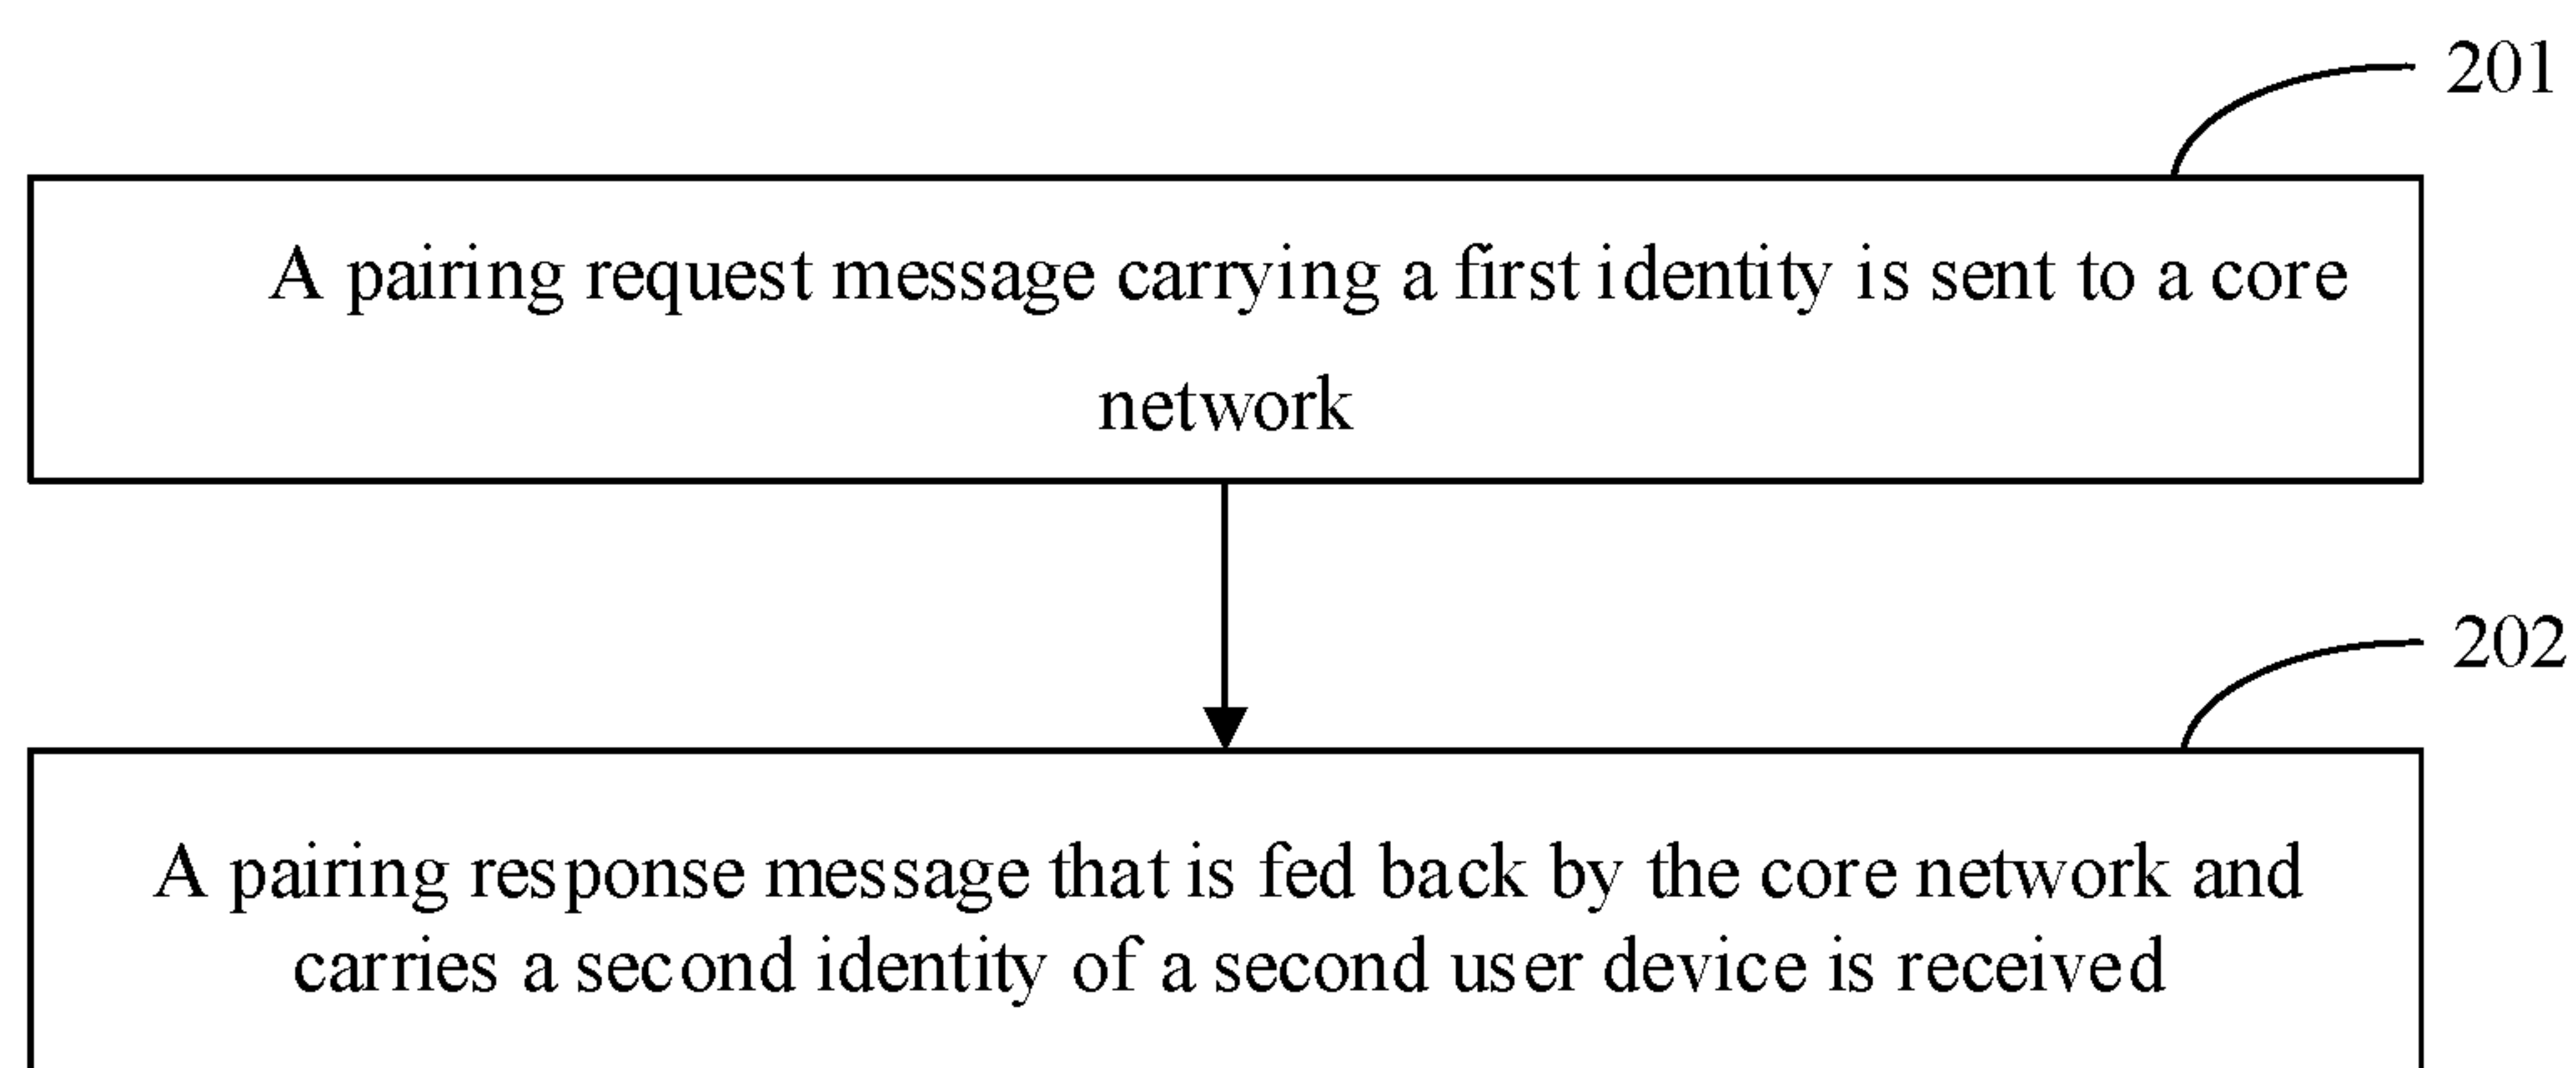 201
A pairing request message carrying a first identity is sent to a core
network
202
A pairing response message that is fed back by the core network and
carries a second identity of a second user device is received